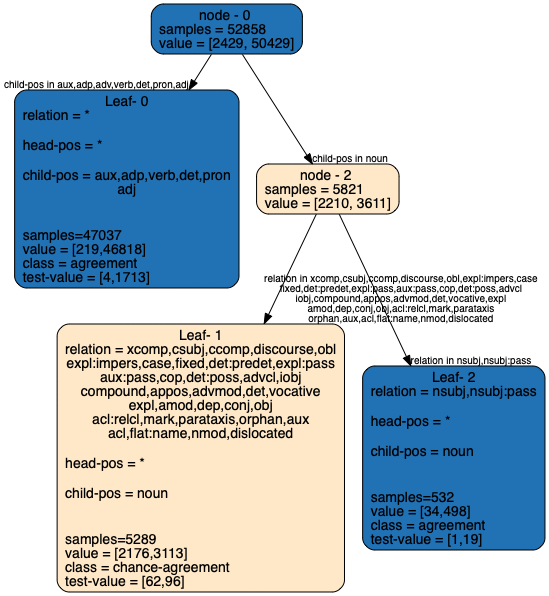 node - 0
samples = 52858
value = [2429, 50429]
child-pos in aux,adp,adv,verb,det,pron,adj
child-pos in noun
Leaf- 0
relation = *
head-pos = *
child-pos = aux,adp,verb,det,pron
adj
samples=47037
value = [219,46818]
class = agreement
test-value = [4,1713]
node - 2
samples = 5821
value = [2210, 3611]
relation in xcomp,csubj,ccomp,discourse,obl,expl:impers,case
fixed,det:predet,expl:pass,aux:pass,cop,det:poss,advcl
iobj,compound,appos,advmod,det,vocative,expl
amod,dep,conj,obj,acl:relcl,mark,parataxis
orphan,aux,acl,flat:name,nmod,dislocated
relation in nsubj,nsubj:pass
Leaf- 1
relation = xcomp,csubj,ccomp,discourse,obl
expl:impers,case,fixed,det:predet,expl:pass
aux:pass,cop,det:poss,advcl,iobj
compound,appos,advmod,det,vocative
expl,amod,dep,conj,obj
acl:relcl,mark,parataxis,orphan,aux
acl,flat:name,nmod,dislocated
head-pos = *
child-pos = noun
samples=5289
value = [2176,3113]
class = chance-agreement
test-value = [62,96]
Leaf- 2
relation = nsubj,nsubj:pass
head-pos = *
child-pos = noun
samples=532
value = [34,498]
class = agreement
test-value = [1,19]